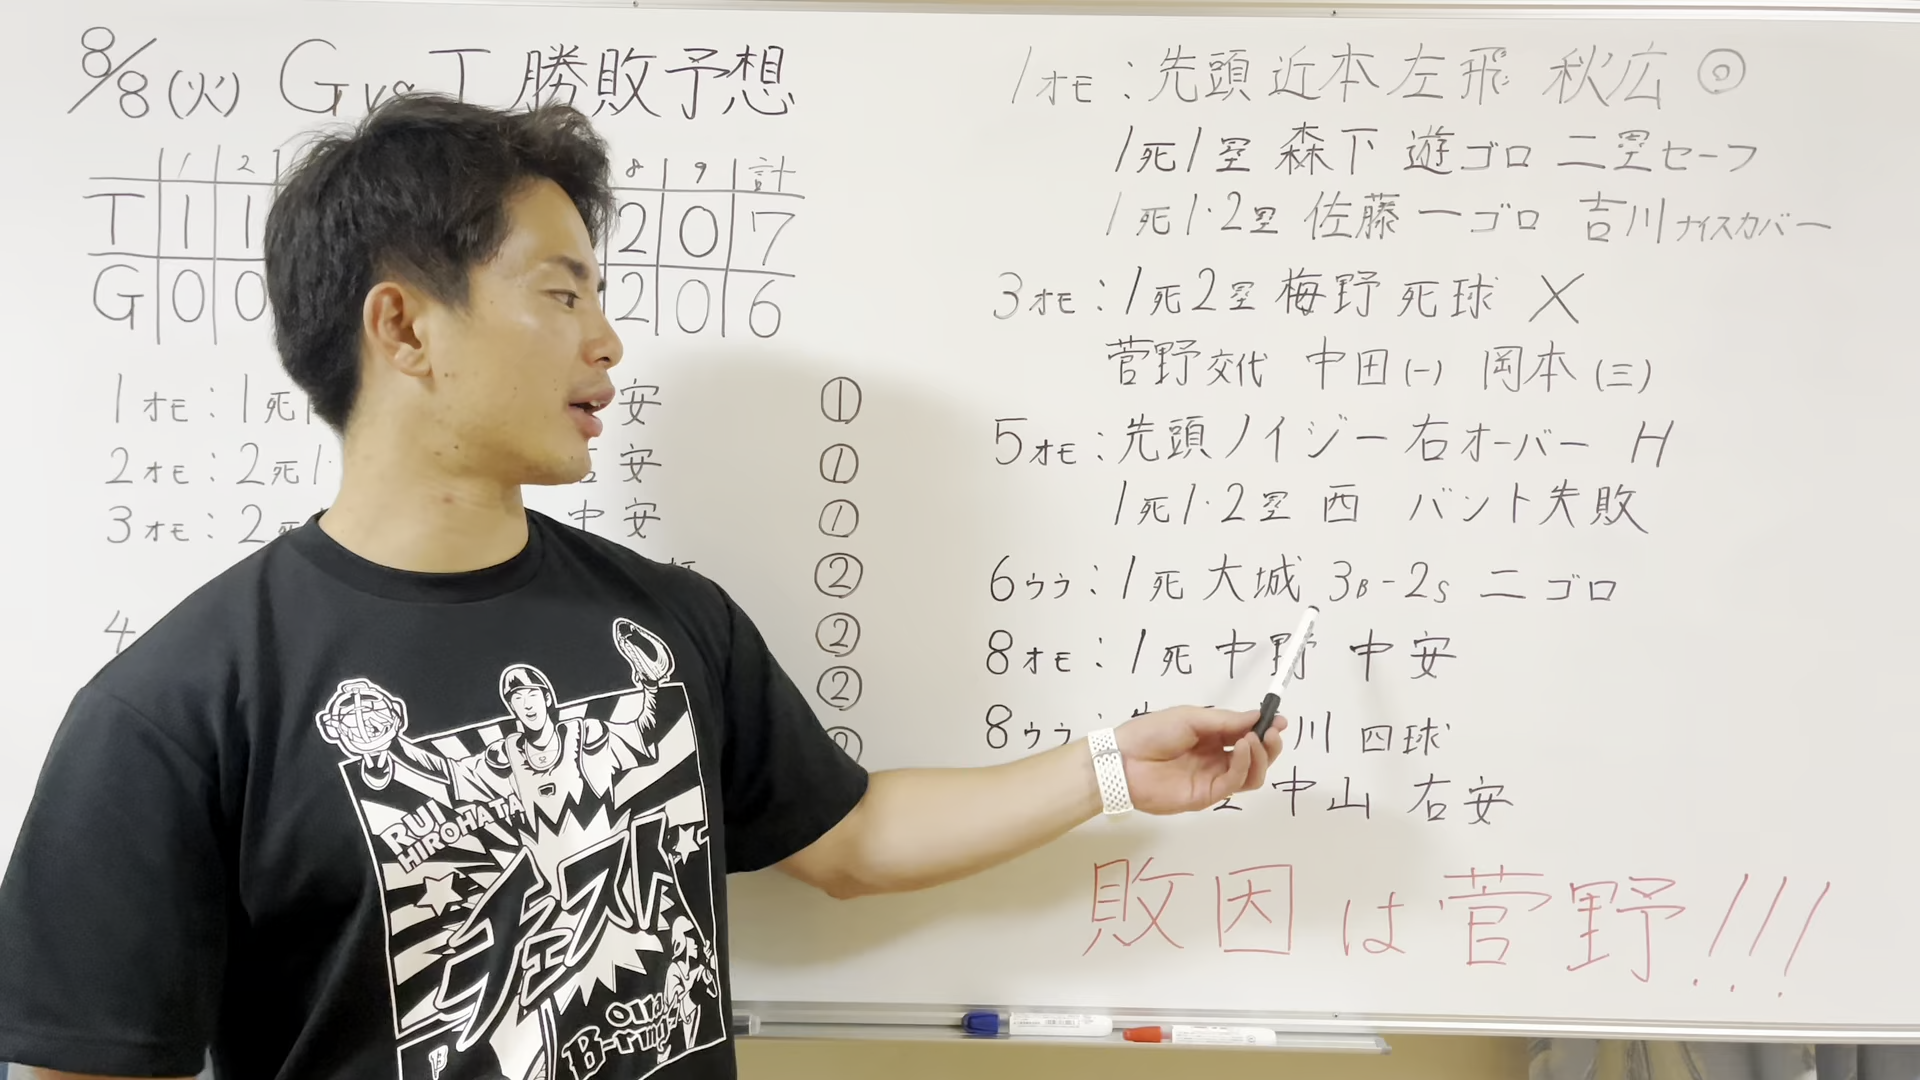 8/8(火) G vs T 勝敗予想
1 2 8 9 計
T 1 1 2 0 7
G 0 0 2 0 6
1オモ:1死 安 ①
2オモ:2死1 安 ①
3オモ:2死 中安 ①
②
4 ②
②
1オモ:先頭 近本 左飛 秋広 ◎
1死1塁 森下 遊ゴロ 二塁セーフ
1死1・2塁 佐藤 一ゴロ 吉川ナイスカバー
3オモ:1死2塁 梅野 死球 X
菅野交代 中田(一) 岡本(三)
5オモ:先頭ノイジー 右オーバー H
1死1・2塁 西 バント失敗
6ウラ:1死 大城 3B-2S 二ゴロ
8オモ:1死 中野 中安
8ウラ: 川 四球
中山 右安
敗因は菅野!!!
RUI
HIROHATA
チェスト
Olla
B-ring